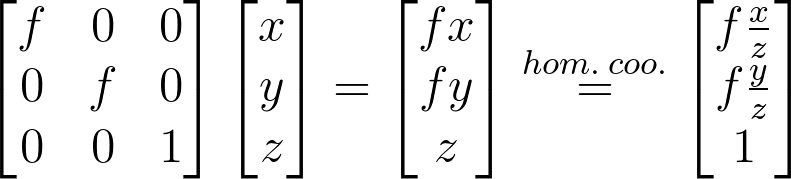 [f 0 0; 0 f 0; 0 0 1] [x; y; z] = [fx; fy; z] hom. coo. = [f x/z; f y/z; 1]